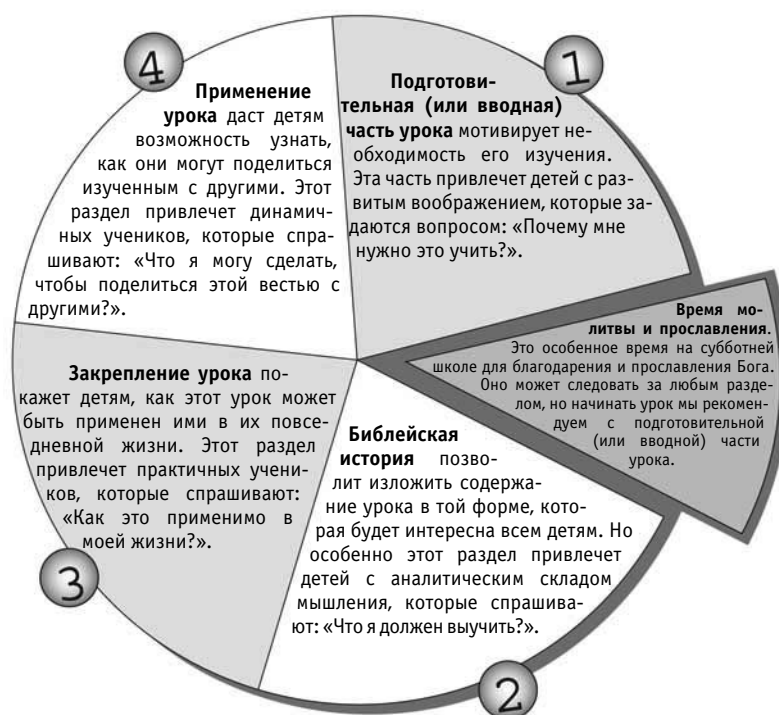 1
Подготови-
тельная (или вводная)
часть урока мотивирует не-
обходимость его изучения.
Эта часть привлечет детей с раз-
витым воображением, которые за-
даются вопросом: «Почему мне
нужно это учить?».
Время мо-
литвы и прославления.
Это особенное время на субботней
школе для благодарения и прославления Бога.
Оно может следовать за любым разде-
лом, но начинать урок мы рекомен-
дуем с подготовительной
(или вводной) части
урока.
2
Библейская
история позво-
лит изложить содержа-
ние урока в той форме, кото-
рая будет интересна всем детям. Но
особенно этот раздел привлечет
детей с аналитическим складом
мышления, которые спрашива-
ют: «Что я должен выучить?».
3
Закрепление урока по-
кажет детям, как этот урок может
быть применен ими в их повсе-
дневной жизни. Этот раздел
привлечет практичных учени-
ков, которые спрашивают:
«Как это применимо в
моей жизни?».
4
Применение
урока даст детям
возможность узнать,
как они могут поделиться
изученным с другими. Этот
раздел привлечет динамич-
ных учеников, которые спра-
шивают: «Что я могу сделать,
чтобы поделиться этой вестью с
другими?».